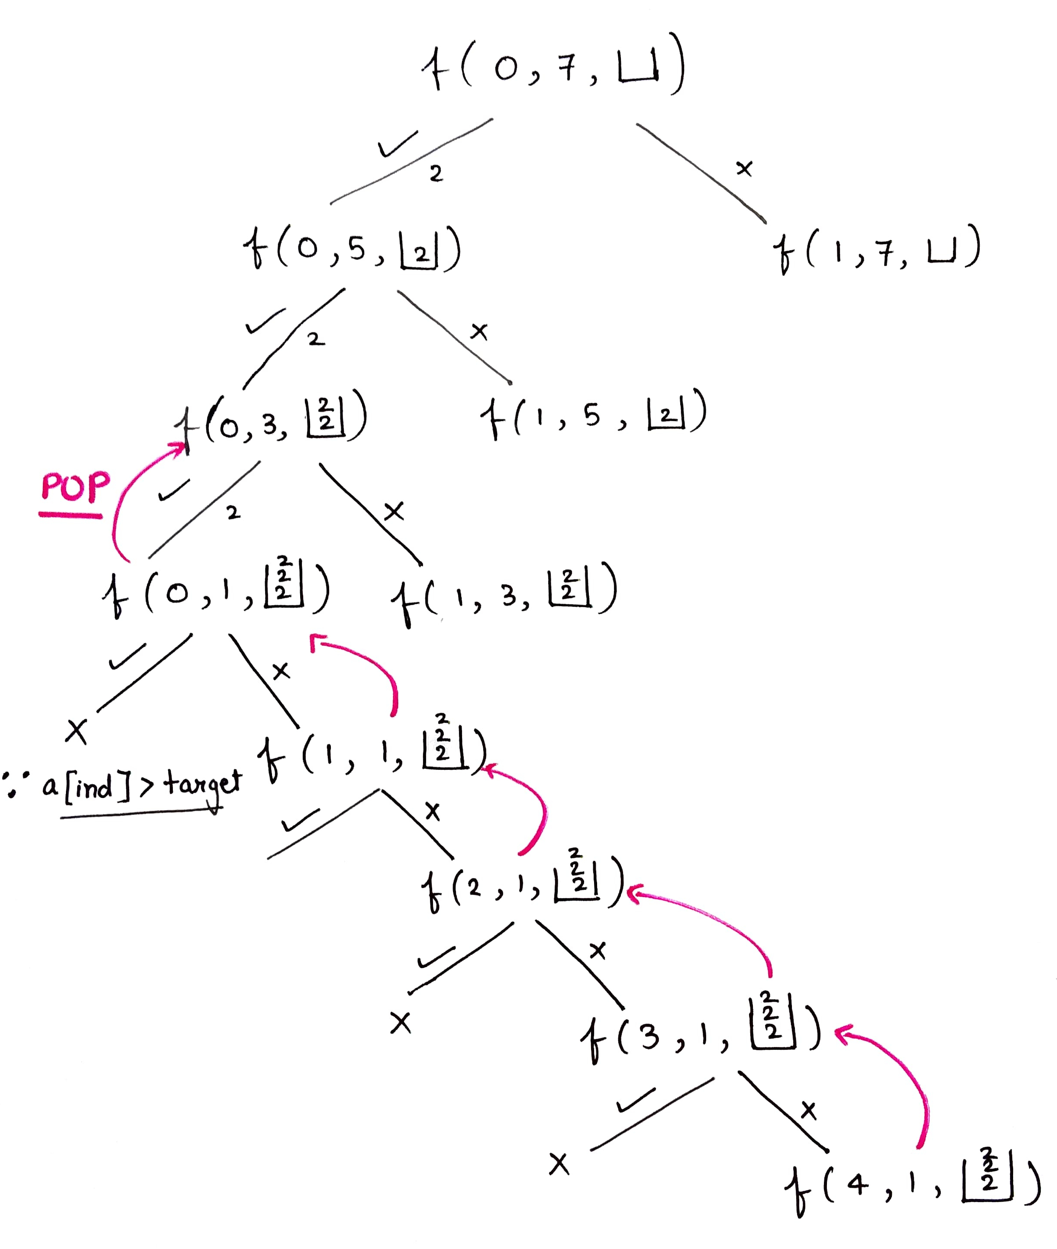 f( 0, 7, ⌊⌋ )
✓ 2 x
f(0, 5, ⌊2⌋) f( 1, 7, ⌊⌋ )
✓ 2 x
f(0, 3, ⌊2 2⌋) f(1, 5, ⌊2⌋)
POP ✓ 2 x
f(0, 1, ⌊2 2 2⌋) f( 1, 3, ⌊2 2⌋)
✓ x
x f(1, 1, ⌊2 2 2⌋)
∵ a[ind] > target
✓ x
f(2, 1, ⌊2 2 2⌋)
✓ x
x f(3, 1, ⌊2 2 2⌋)
✓ x
x f( 4, 1, ⌊2 2 2⌋)